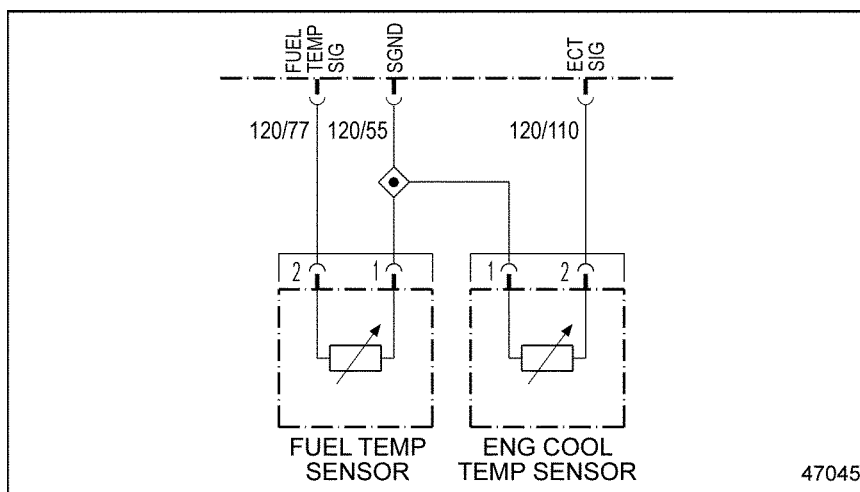 FUEL
TEMP
SIG
SGND
ECT
SIG
120/77
120/55
120/110
2
1
1
2
FUEL TEMP
SENSOR
ENG COOL
TEMP SENSOR
47045